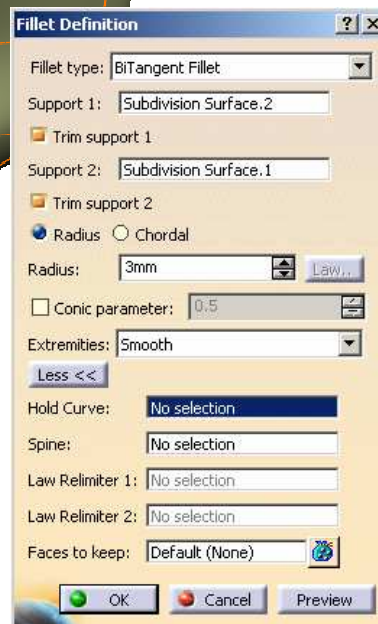 Fillet Definition
Fillet type: BiTangent Fillet
Support 1: Subdivision Surface.2
Trim support 1
Support 2: Subdivision Surface.1
Trim support 2
Radius Chordal
Radius: 3mm Law..
Conic parameter: 0.5
Extremities: Smooth
Less <<
Hold Curve: No selection
Spine: No selection
Law Relimiter 1: No selection
Law Relimiter 2: No selection
Faces to keep: Default (None)
OK Cancel Preview